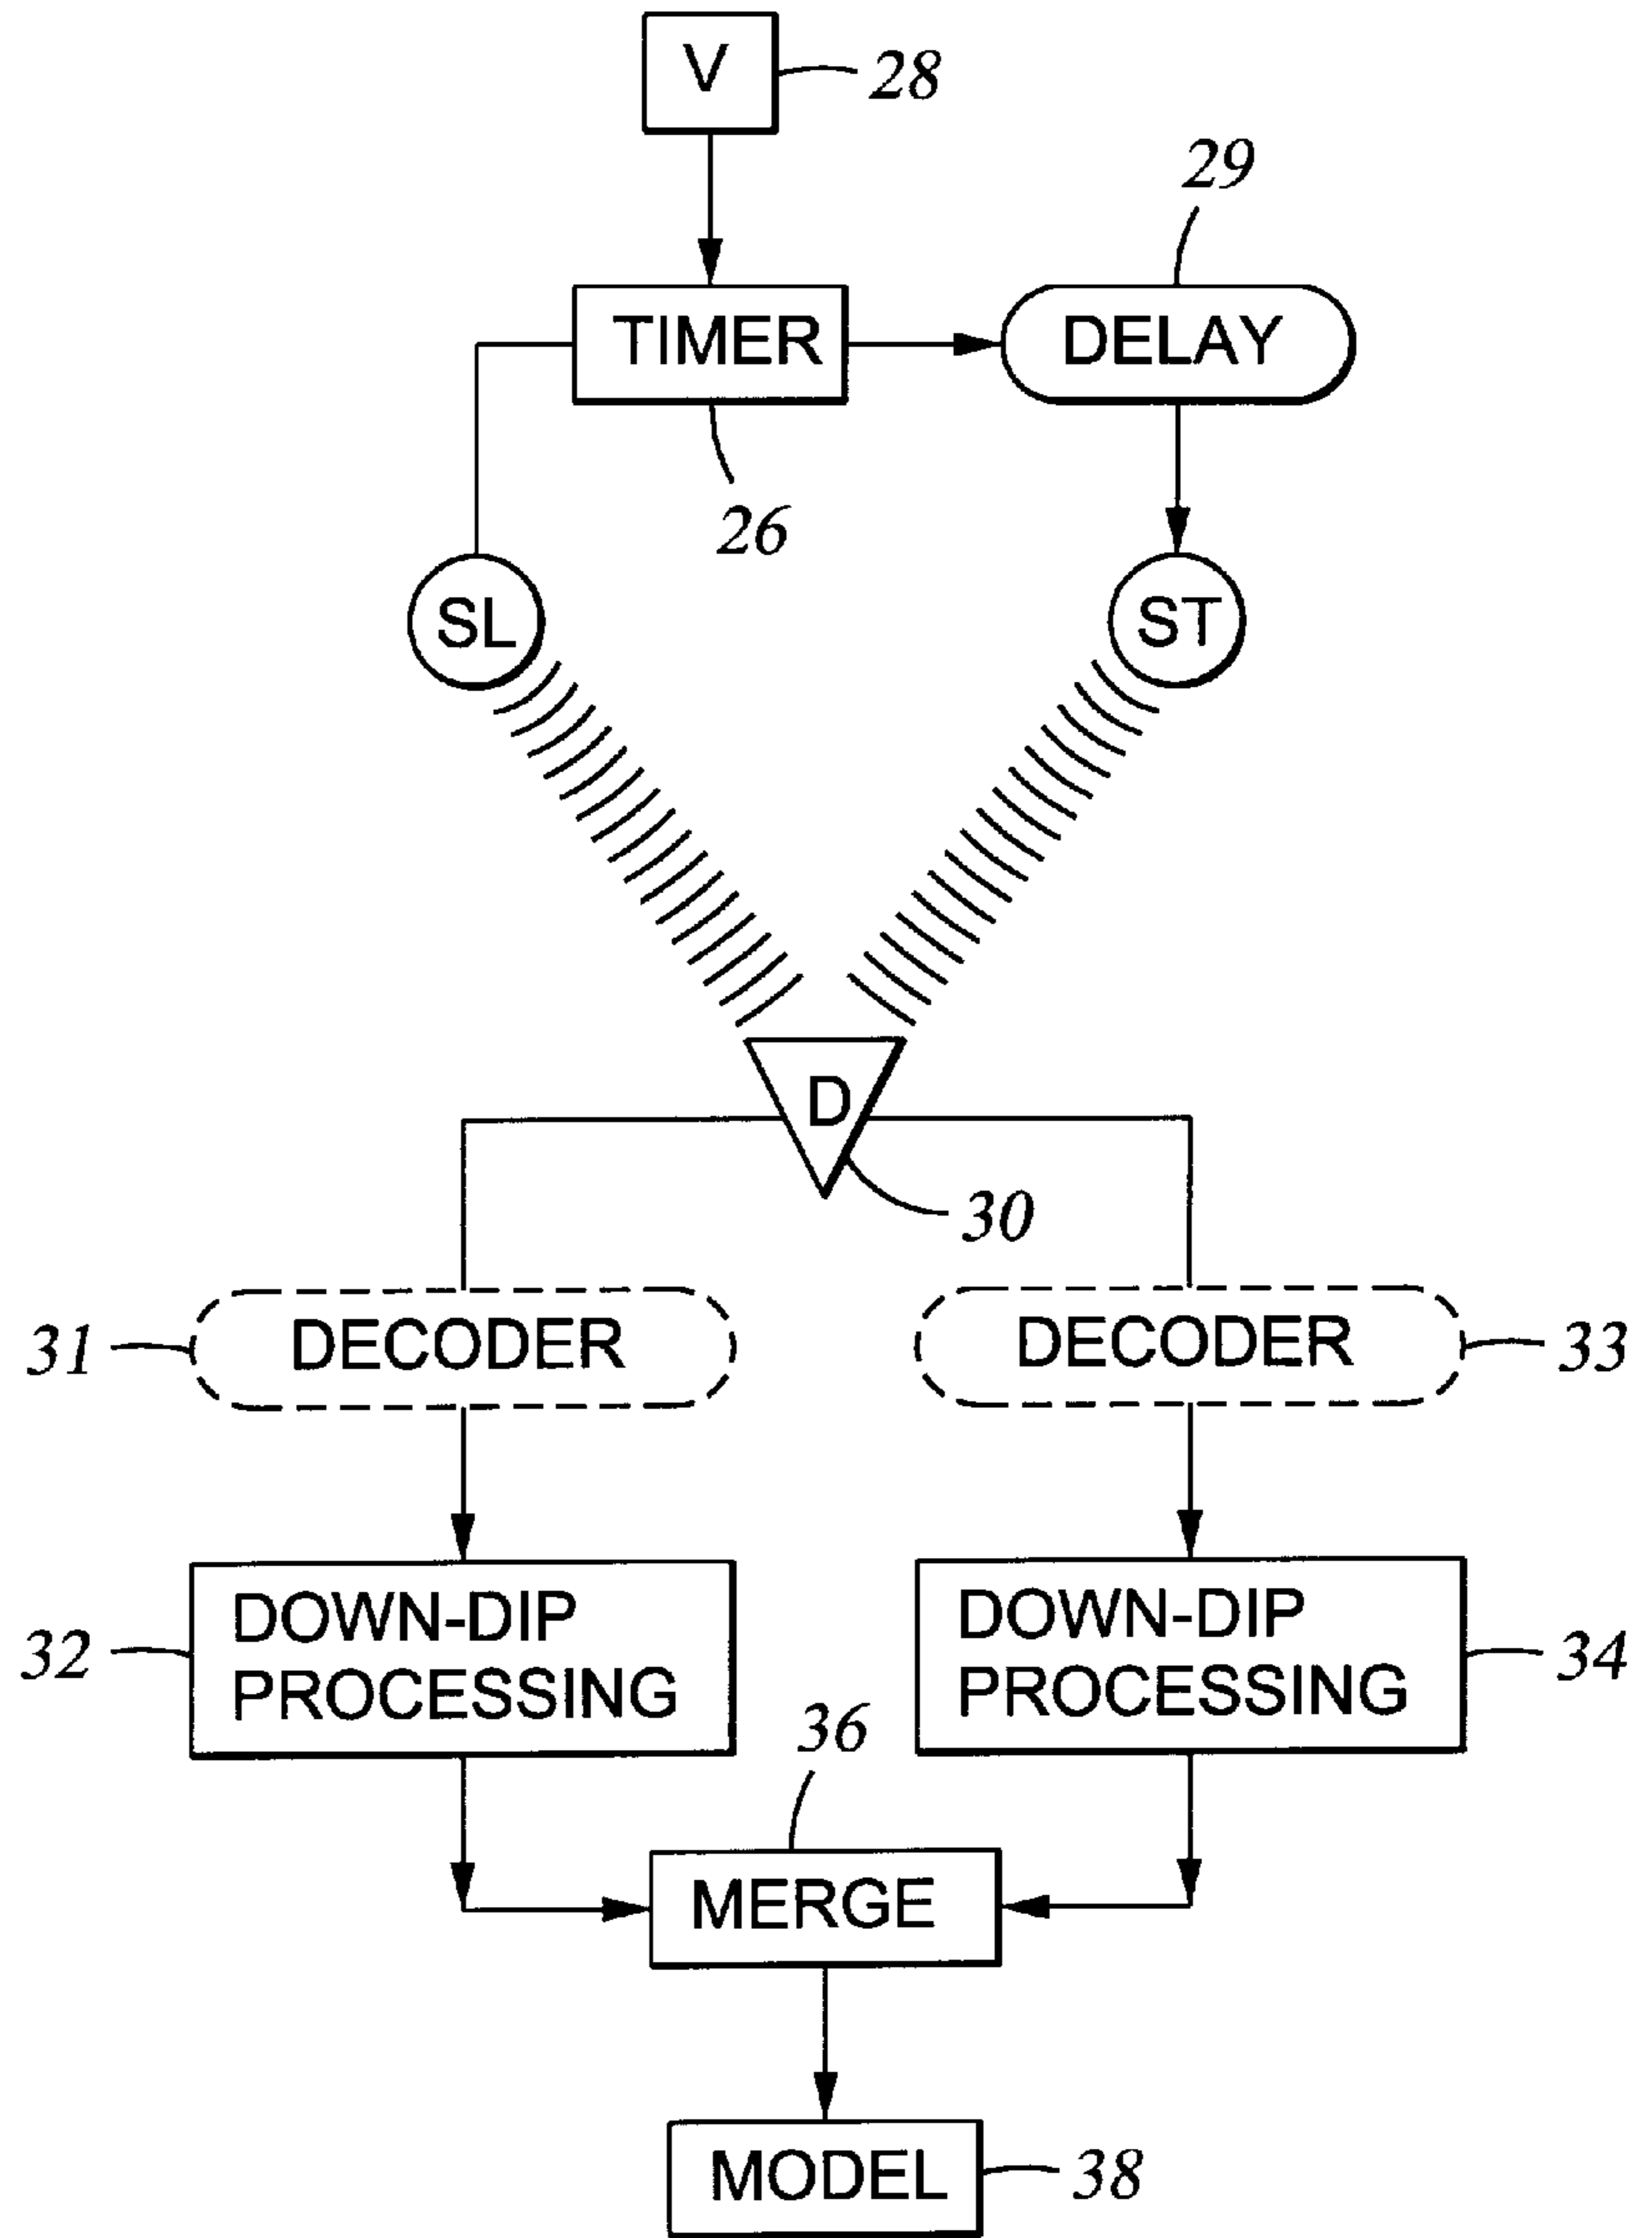 V
28
29
TIMER
DELAY
26
SL
ST
D
30
31
DECODER
DECODER
33
32
DOWN-DIP
PROCESSING
DOWN-DIP
PROCESSING
34
36
MERGE
MODEL
38